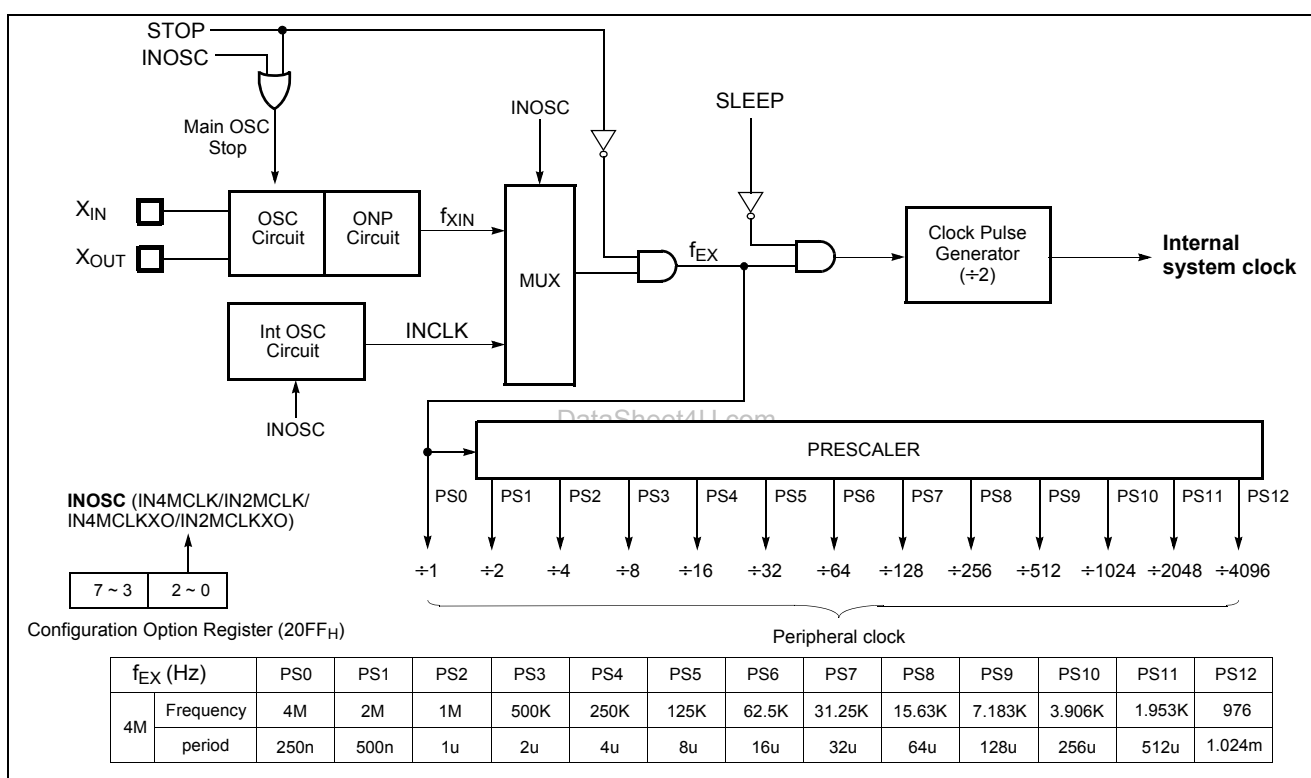 STOP
INOSC
SLEEP
INOSC
Main OSC
Stop
X_IN
X_OUT
OSC
Circuit
ONP
Circuit
f_XIN
MUX
f_EX
Clock Pulse
Generator
(÷2)
Internal
system clock
Int OSC
Circuit
INCLK
INOSC
DataSheet4U.com
PRESCALER
PS0 PS1 PS2 PS3 PS4 PS5 PS6 PS7 PS8 PS9 PS10 PS11 PS12
÷1 ÷2 ÷4 ÷8 ÷16 ÷32 ÷64 ÷128 ÷256 ÷512 ÷1024 ÷2048 ÷4096
Peripheral clock
INOSC (IN4MCLK/IN2MCLK/
IN4MCLKXO/IN2MCLKXO)
7 ~ 3 2 ~ 0
Configuration Option Register (20FF_H)
f_EX (Hz) PS0 PS1 PS2 PS3 PS4 PS5 PS6 PS7 PS8 PS9 PS10 PS11 PS12
4M Frequency 4M 2M 1M 500K 250K 125K 62.5K 31.25K 15.63K 7.183K 3.906K 1.953K 976
period 250n 500n 1u 2u 4u 8u 16u 32u 64u 128u 256u 512u 1.024m